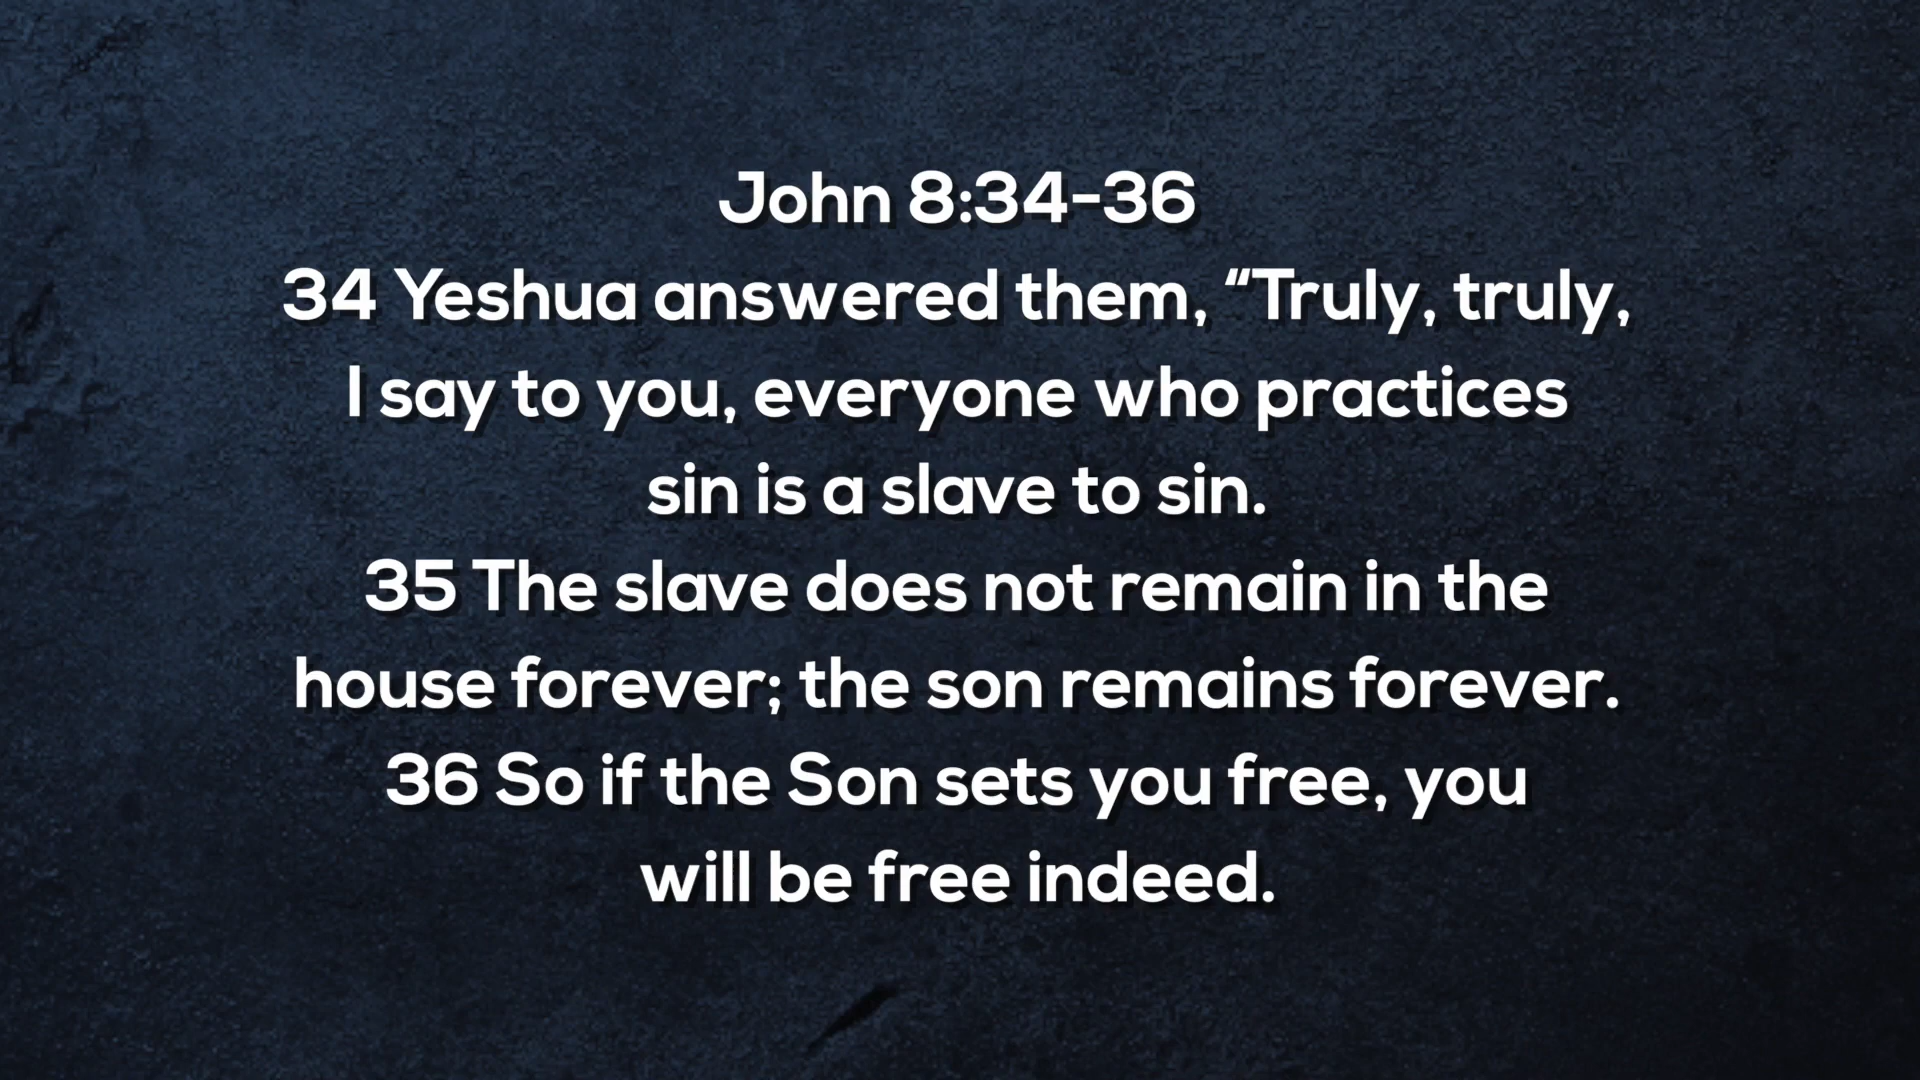 John 8:34-36
34 Yeshua answered them, “Truly, truly,
I say to you, everyone who practices
sin is a slave to sin.
35 The slave does not remain in the
house forever; the son remains forever.
36 So if the Son sets you free, you
will be free indeed.